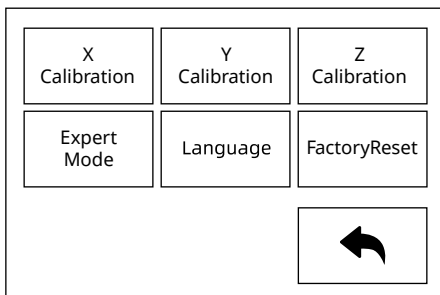 X
Calibration
Y
Calibration
Z
Calibration
Expert
Mode
Language
FactoryReset